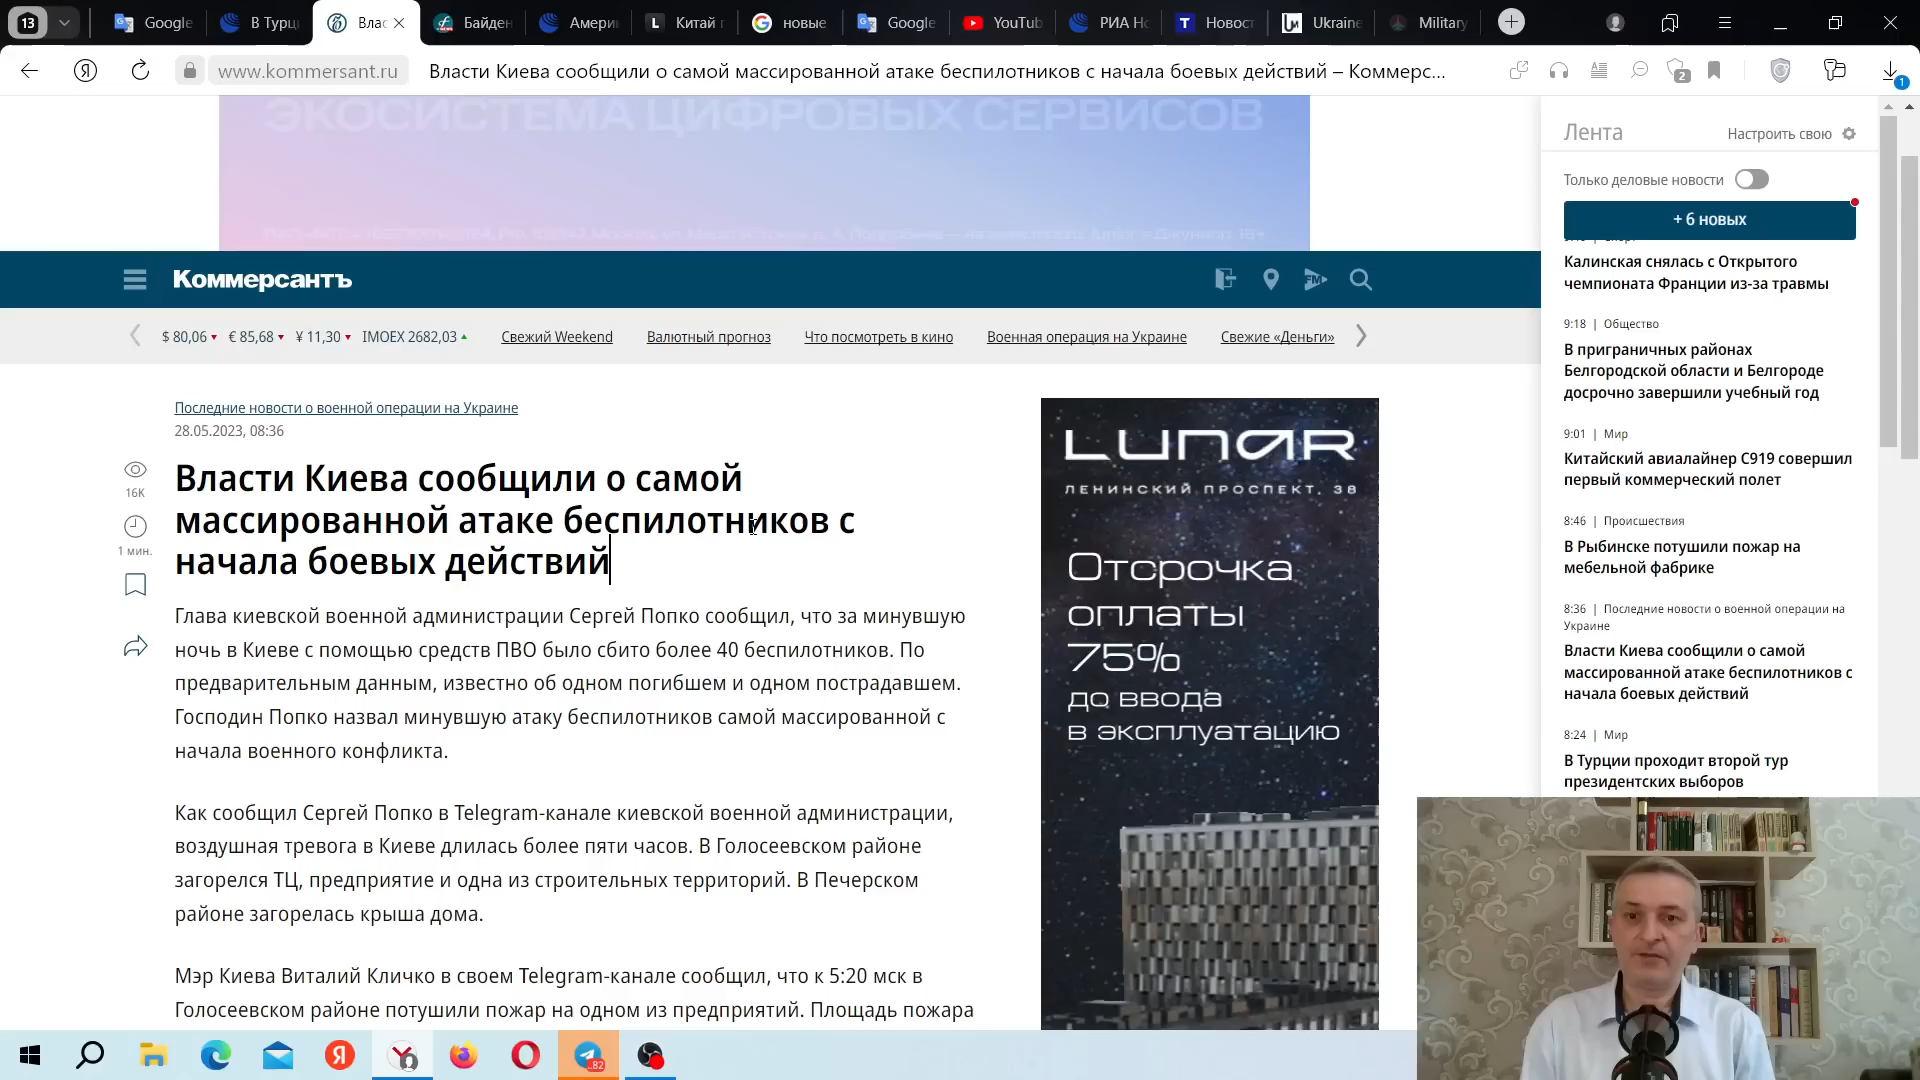 13
Google
В Турц
Влас
Байден
Амери
Китай г
новые
Google
YouTub
РИА Но
Новост
Ukraine
Military
www.kommersant.ru
Власти Киева сообщили о самой массированной атаке беспилотников с начала боевых действий – Коммерс...
2
1
ЭКОСИСТЕМА ЦИФРОВЫХ СЕРВИСОВ
Коммерсантъ
FM
$ 80,06
€ 85,68
¥ 11,30
IMOEX 2682,03
Свежий Weekend
Валютный прогноз
Что посмотреть в кино
Военная операция на Украине
Свежие «Деньги»
Последние новости о военной операции на Украине
28.05.2023, 08:36
16K
1 мин.
Власти Киева сообщили о самой
массированной атаке беспилотников с
начала боевых действий
Глава киевской военной администрации Сергей Попко сообщил, что за минувшую
ночь в Киеве с помощью средств ПВО было сбито более 40 беспилотников. По
предварительным данным, известно об одном погибшем и одном пострадавшем.
Господин Попко назвал минувшую атаку беспилотников самой массированной с
начала военного конфликта.
Как сообщил Сергей Попко в Telegram-канале киевской военной администрации,
воздушная тревога в Киеве длилась более пяти часов. В Голосеевском районе
загорелся ТЦ, предприятие и одна из строительных территорий. В Печерском
районе загорелась крыша дома.
Мэр Киева Виталий Кличко в своем Telegram-канале сообщил, что к 5:20 мск в
Голосеевском районе потушили пожар на одном из предприятий. Площадь пожара
LUNAR
ЛЕНИНСКИЙ ПРОСПЕКТ, 38
Отсрочка
оплаты
75%
до ввода
в эксплуатацию
Лента
Настроить свою
Только деловые новости
+ 6 новых
Калинская снялась с Открытого
чемпионата Франции из-за травмы
9:18 | Общество
В приграничных районах
Белгородской области и Белгороде
досрочно завершили учебный год
9:01 | Мир
Китайский авиалайнер C919 совершил
первый коммерческий полет
8:46 | Происшествия
В Рыбинске потушили пожар на
мебельной фабрике
8:36 | Последние новости о военной операции на
Украине
Власти Киева сообщили о самой
массированной атаке беспилотников с
начала боевых действий
8:24 | Мир
В Турции проходит второй тур
президентских выборов
82